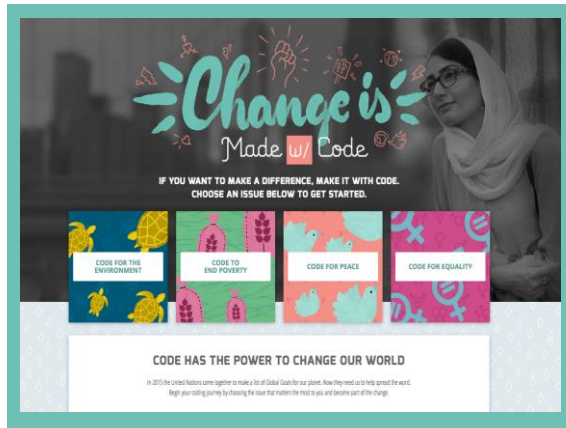 Change is
Made w/ Code
IF YOU WANT TO MAKE A DIFFERENCE, MAKE IT WITH CODE.
CHOOSE AN ISSUE BELOW TO GET STARTED.
CODE FOR THE
ENVIRONMENT
CODE TO
END POVERTY
CODE FOR PEACE
CODE FOR EQUALITY
CODE HAS THE POWER TO CHANGE OUR WORLD
In 2015 the United Nations came together to make a list of Global Goals for our planet. Now they need us to help spread the word.
Begin your coding journey by choosing the issue that matters the most to you and become part of the change.